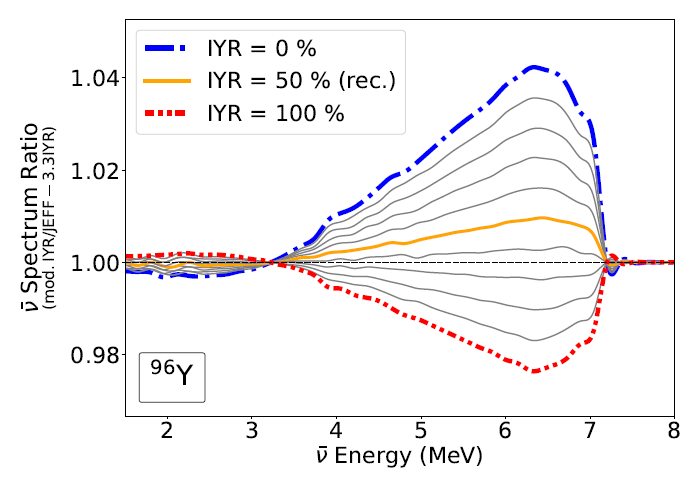 IYR = 0 %
IYR = 50 % (rec.)
IYR = 100 %
1.04
1.02
1.00
0.98
ν̄ Spectrum Ratio
(mod. IYR/JEFF − 3.3IYR)
⁹⁶Y
2 3 4 5 6 7 8
ν̄ Energy (MeV)